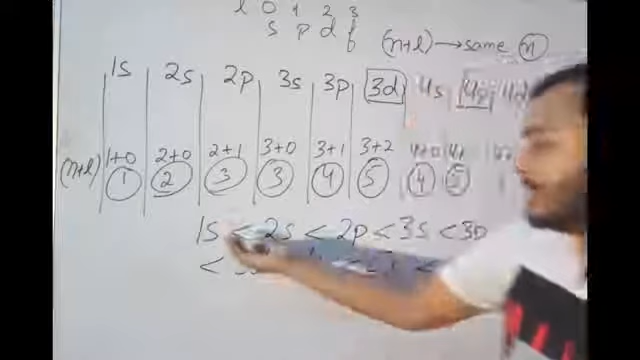 l 0 1 2 3
s p d f
(n+l) → same (n)
1s 2s 2p 3s 3p 3d 4s 4p 4d
(n+l) 1+0 2+0 2+1 3+0 3+1 3+2 4+0 4+
1 2 3 3 4 5 4 5
1s < 2s < 2p < 3s < 3p
< < <